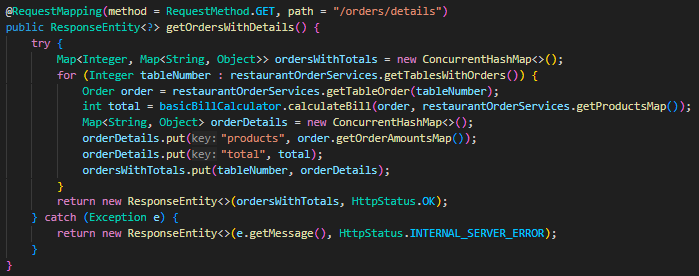 @RequestMapping(method = RequestMethod.GET, path = "/orders/details")
public ResponseEntity<?> getOrdersWithDetails() {
    try {
        Map<Integer, Map<String, Object>> ordersWithTotals = new ConcurrentHashMap<>();
        for (Integer tableNumber : restaurantOrderServices.getTablesWithOrders()) {
            Order order = restaurantOrderServices.getTableOrder(tableNumber);
            int total = basicBillCalculator.calculateBill(order, restaurantOrderServices.getProductsMap());
            Map<String, Object> orderDetails = new ConcurrentHashMap<>();
            orderDetails.put(key: "products", order.getOrderAmountsMap());
            orderDetails.put(key: "total", total);
            ordersWithTotals.put(tableNumber, orderDetails);
        }
        return new ResponseEntity<>(ordersWithTotals, HttpStatus.OK);
    } catch (Exception e) {
        return new ResponseEntity<>(e.getMessage(), HttpStatus.INTERNAL_SERVER_ERROR);
    }
}